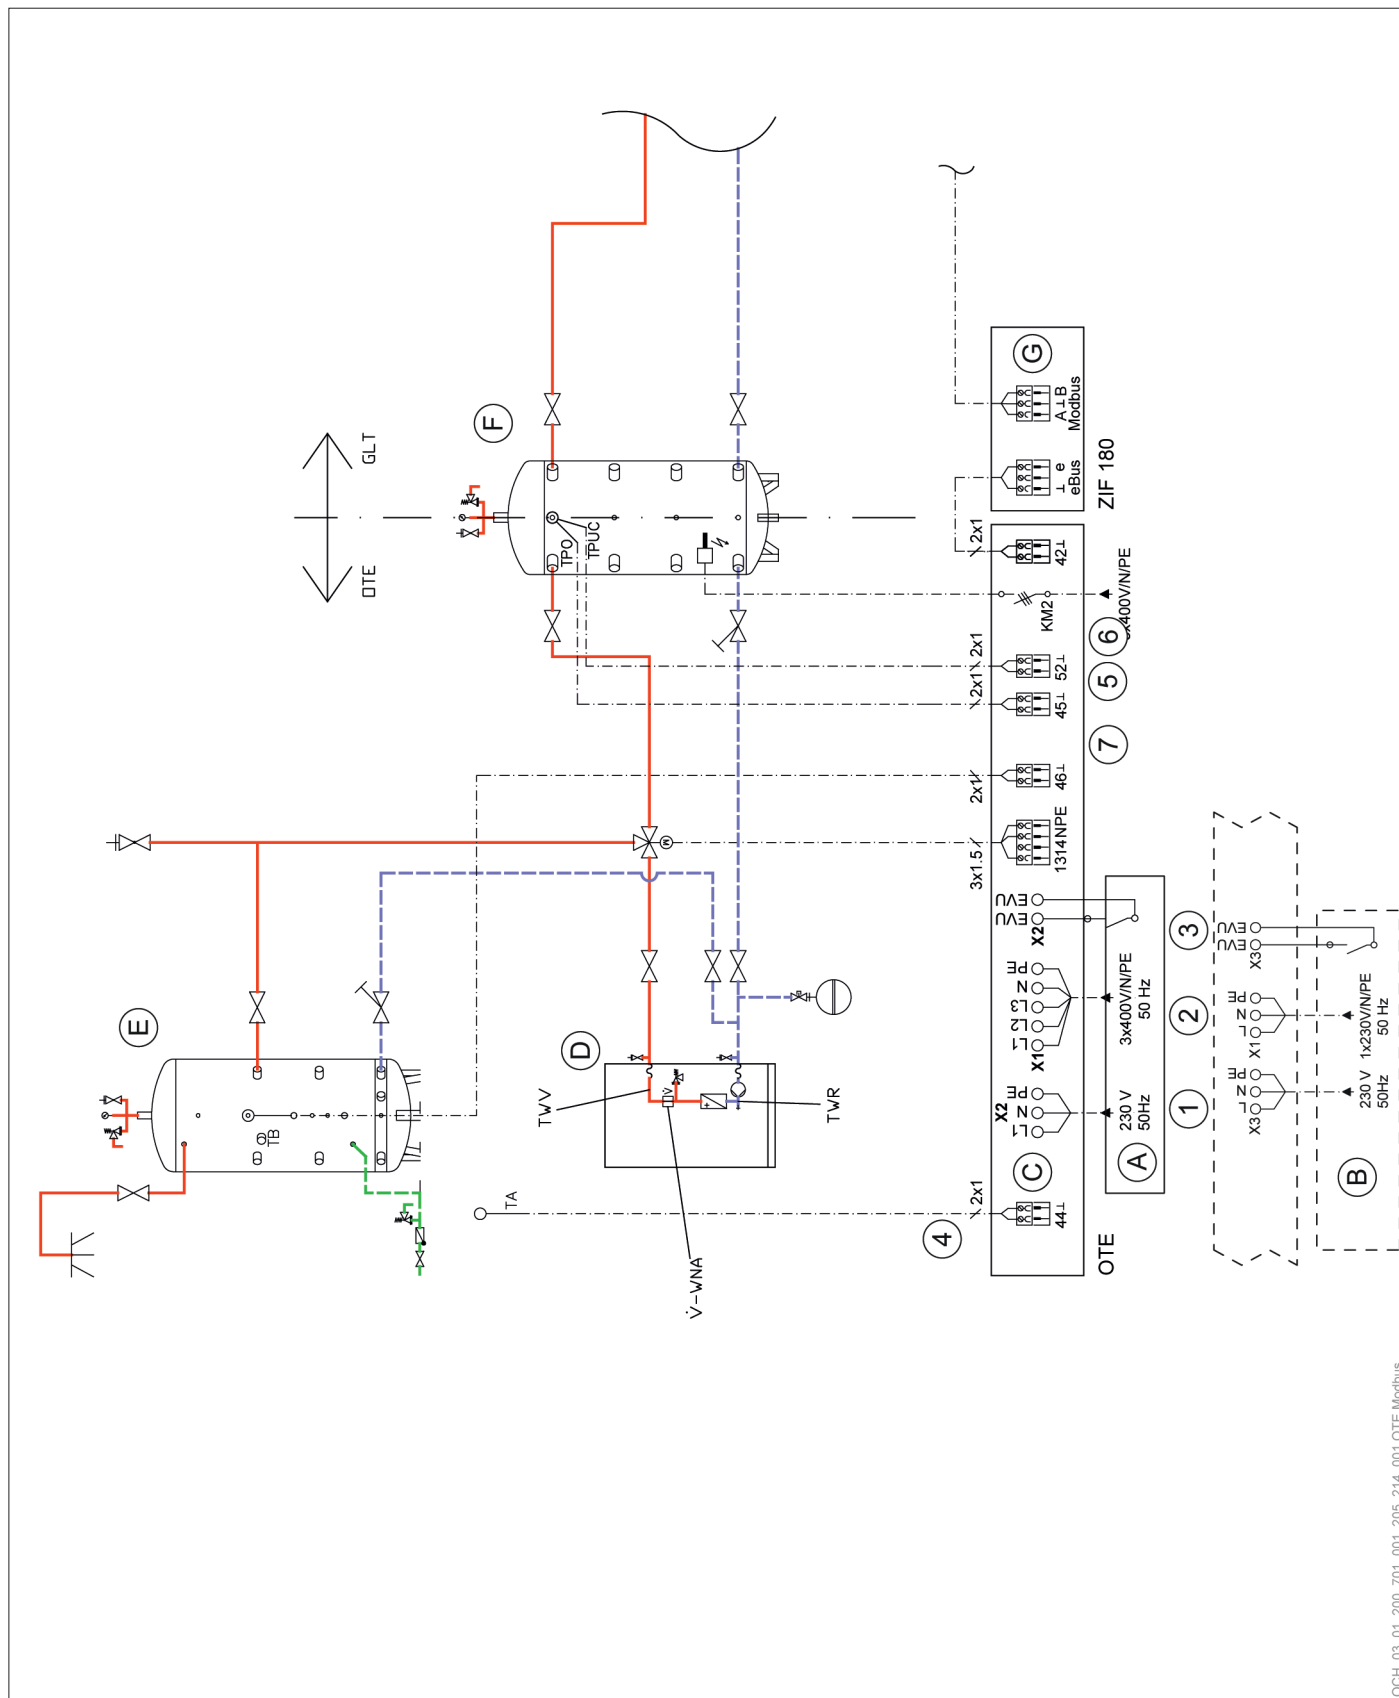 OTE
GLT
F
TPO
TPUC
E
TB
TWV
D
TWR
V̇-WNA
V̇
M
TA
4
2x1
3x1.5
2x1
2x1
2x1
2x1
KM2
44⊥
C
X2
L1
N
PE
X1
L1
L2
L3
N
PE
X2
EVU
EVU
1314NPE
46⊥
45⊥
52⊥
42⊥
⊥ e
eBus
A⊥B
Modbus
G
OTE
ZIF 180
A
230 V
50Hz
3x400V/N/PE
50 Hz
7
5
6
x400V/N/PE
1
2
3
X3
L
N
PE
X1
L
N
PE
X3
EVU
EVU
B
230 V
50Hz
1x230V/N/PE
50 Hz